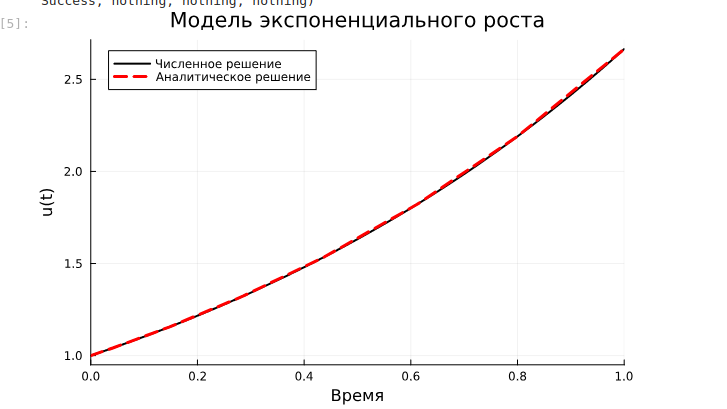 Success, nothing, nothing, nothing)
[5]:
Модель экспоненциального роста
Численное решение
Аналитическое решение
2.5
2.0
1.5
1.0
u(t)
0.0 0.2 0.4 0.6 0.8 1.0
Время